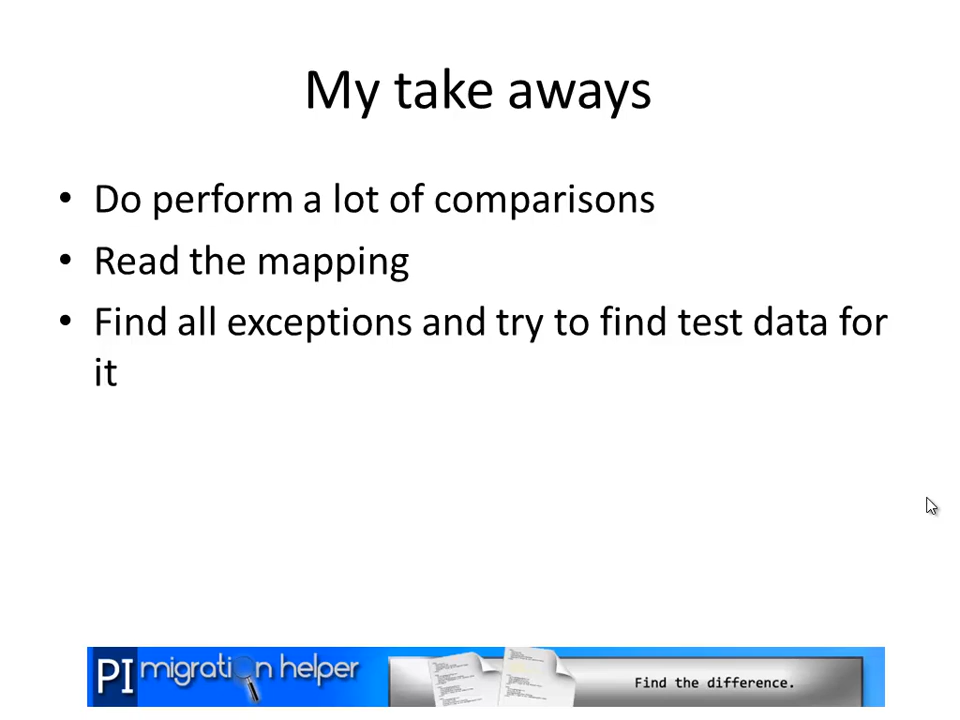 My take aways
• Do perform a lot of comparisons
• Read the mapping
• Find all exceptions and try to find test data for
it
PI migration helper
Find the difference.